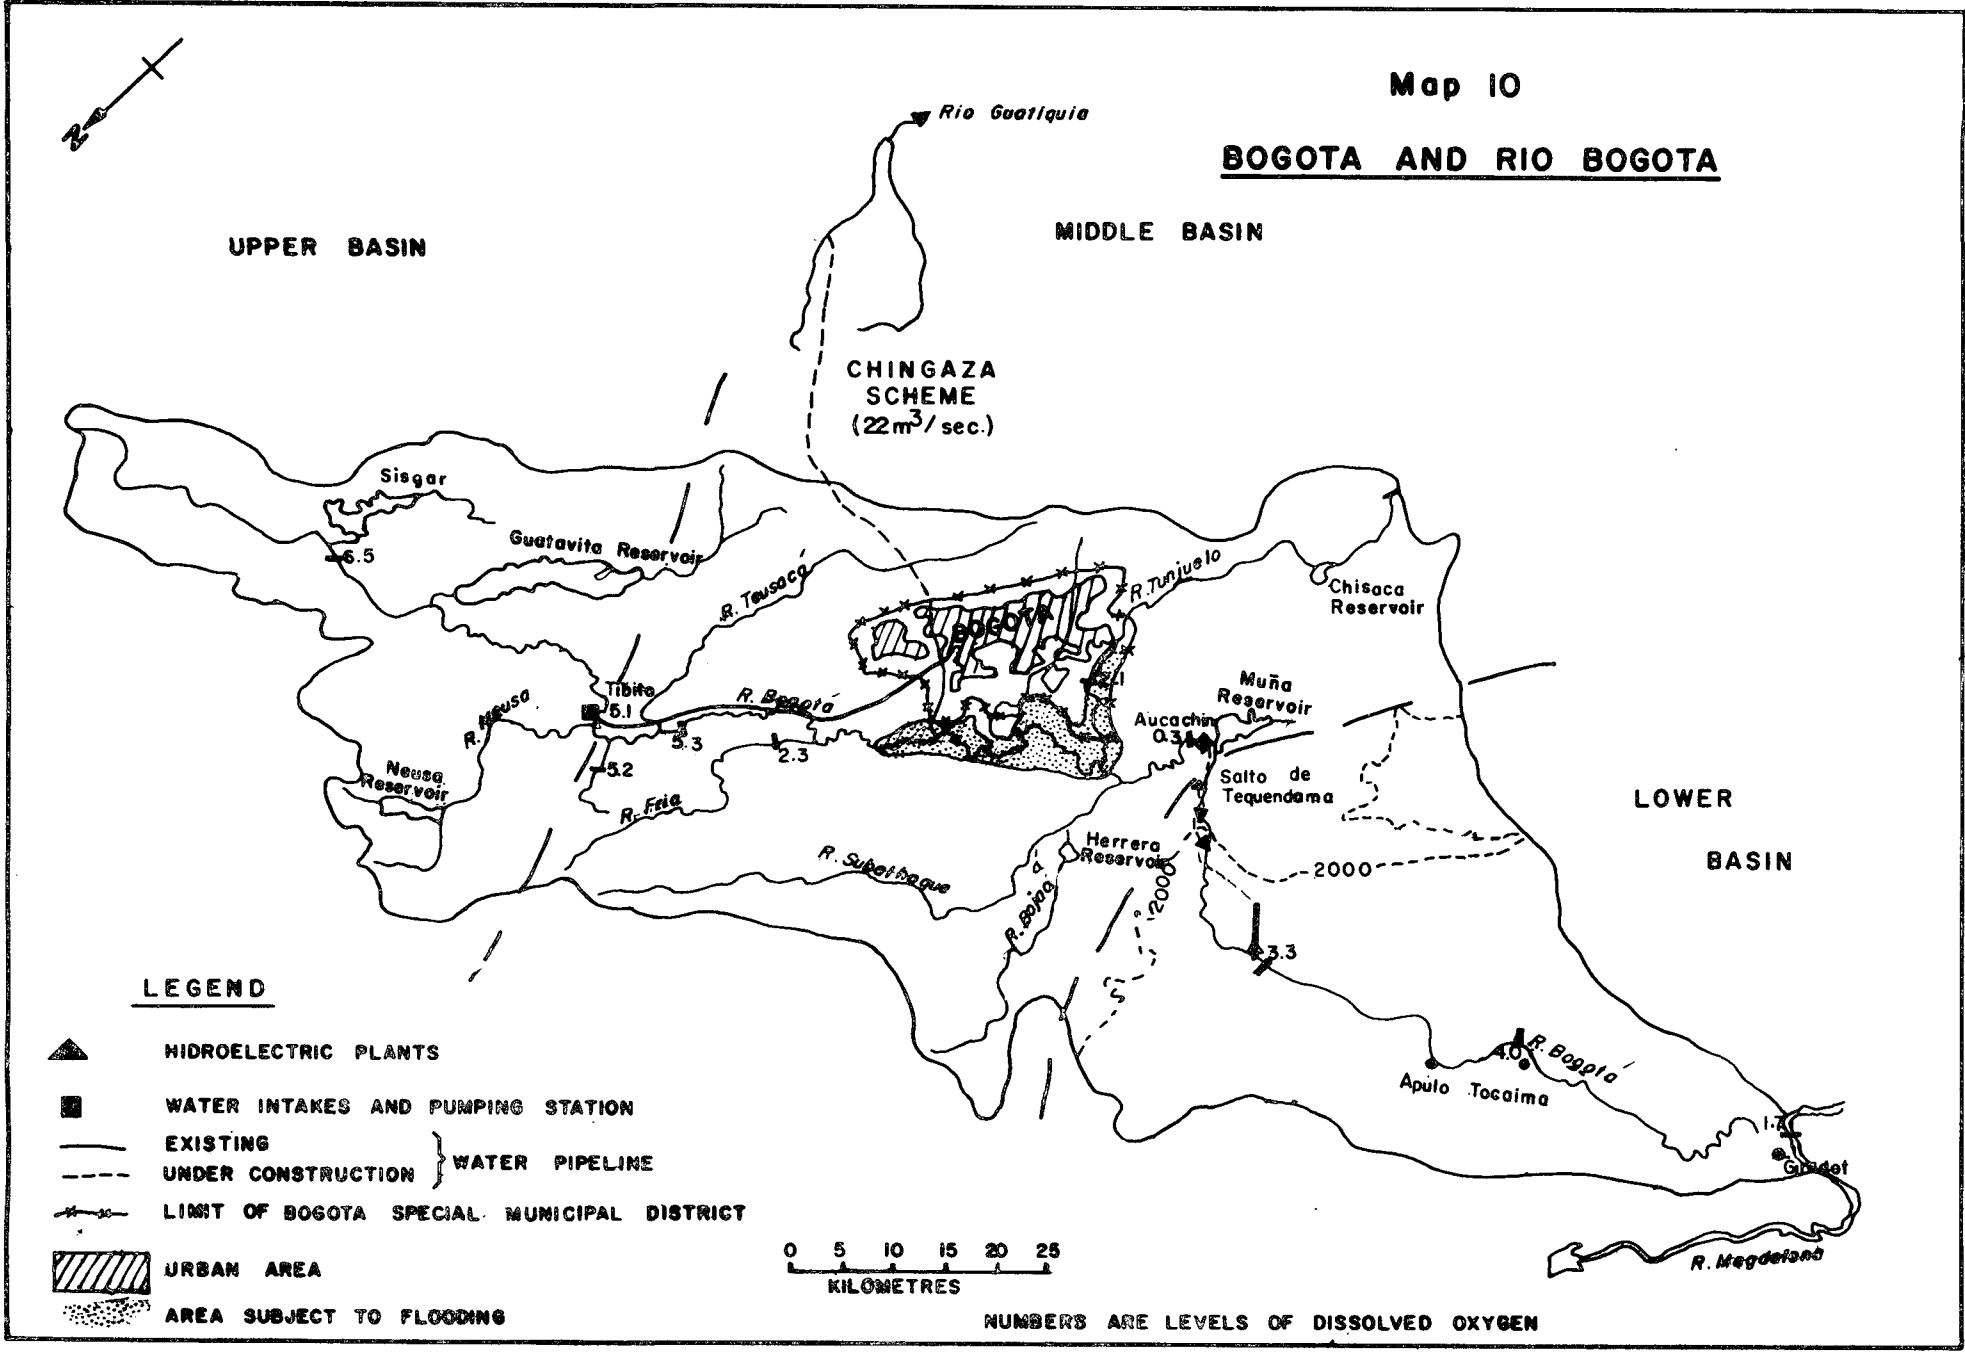 N
Map 10
BOGOTA AND RIO BOGOTA
Rio Guatiquia
UPPER BASIN
MIDDLE BASIN
CHINGAZA
SCHEME
(22m³/sec.)
Sisgar
6.5
Guatavita Reservoir
R. Teusaca
R. Tunjuelo
BOGOTA
Chisaca
Reservoir
Tibito
5.1
R. Neusa
R. Bogotá
5.3
2.3
5.2
Neusa
Reservoir
R. Fria
2.1
Muña
Reservoir
Aucachin
0.3
Salto de
Tequendama
LOWER
BASIN
Herrera
Reservoir
R. Subachoque
R. Bojaca
2000
2000
3.3
4.0
R. Bogotá
Apulo
Tocaima
1.7
R. Magdalena
LEGEND
HIDROELECTRIC PLANTS
WATER INTAKES AND PUMPING STATION
EXISTING
UNDER CONSTRUCTION
WATER PIPELINE
LIMIT OF BOGOTA SPECIAL MUNICIPAL DISTRICT
URBAN AREA
AREA SUBJECT TO FLOODING
0 5 10 15 20 25
KILOMETRES
NUMBERS ARE LEVELS OF DISSOLVED OXYGEN